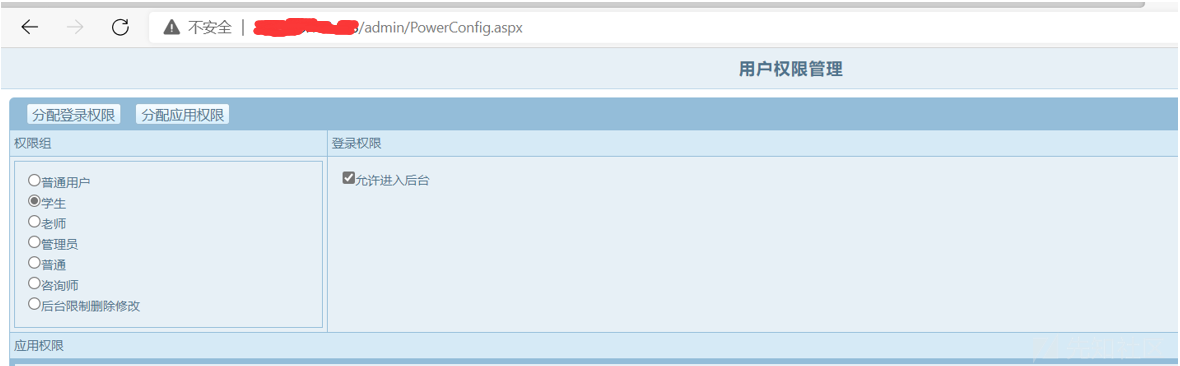 不安全 | /admin/PowerConfig.aspx
用户权限管理
分配登录权限 分配应用权限
权限组 登录权限
普通用户 允许进入后台
学生
老师
管理员
普通
咨询师
后台限制删除修改
应用权限